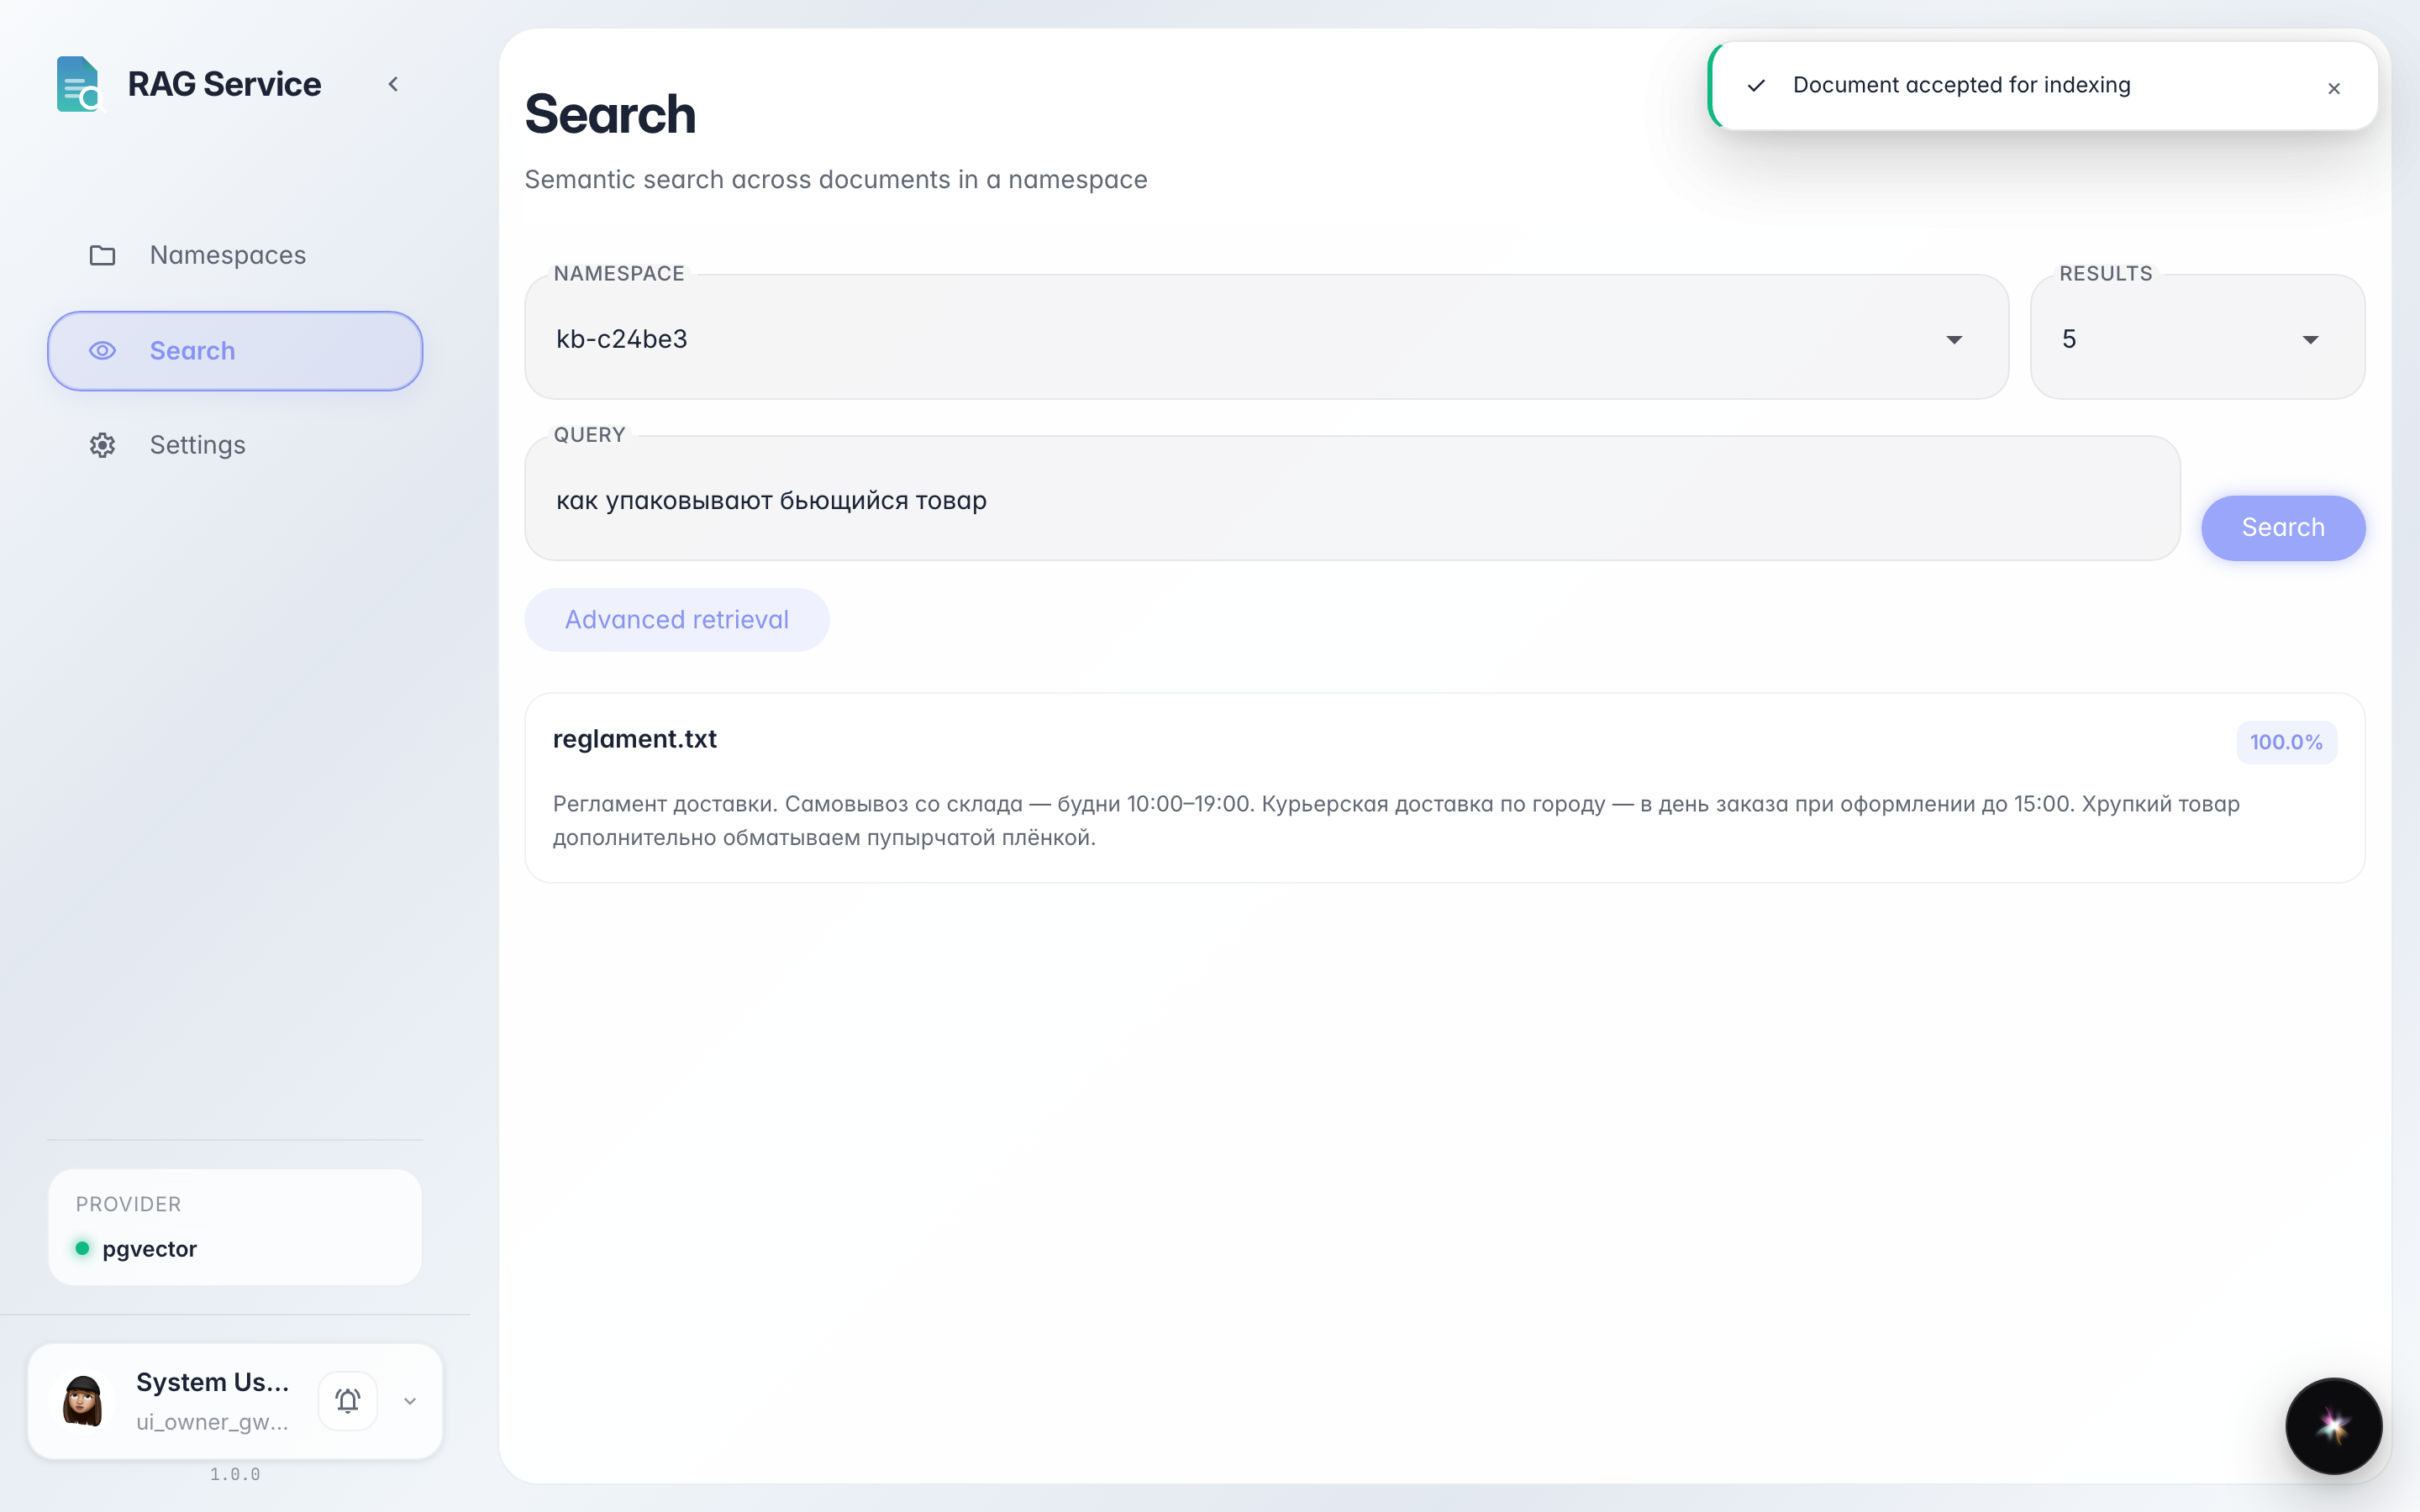 RAG Service
Namespaces
Search
Settings
PROVIDER
pgvector
System Us...
ui_owner_gw...
1.0.0
Document accepted for indexing
Search
Semantic search across documents in a namespace
NAMESPACE
kb-c24be3
RESULTS
5
QUERY
как упаковывают бьющийся товар
Search
Advanced retrieval
reglament.txt
100.0%
Регламент доставки. Самовывоз со склада — будни 10:00–19:00. Курьерская доставка по городу — в день заказа при оформлении до 15:00. Хрупкий товар
дополнительно обматываем пупырчатой плёнкой.